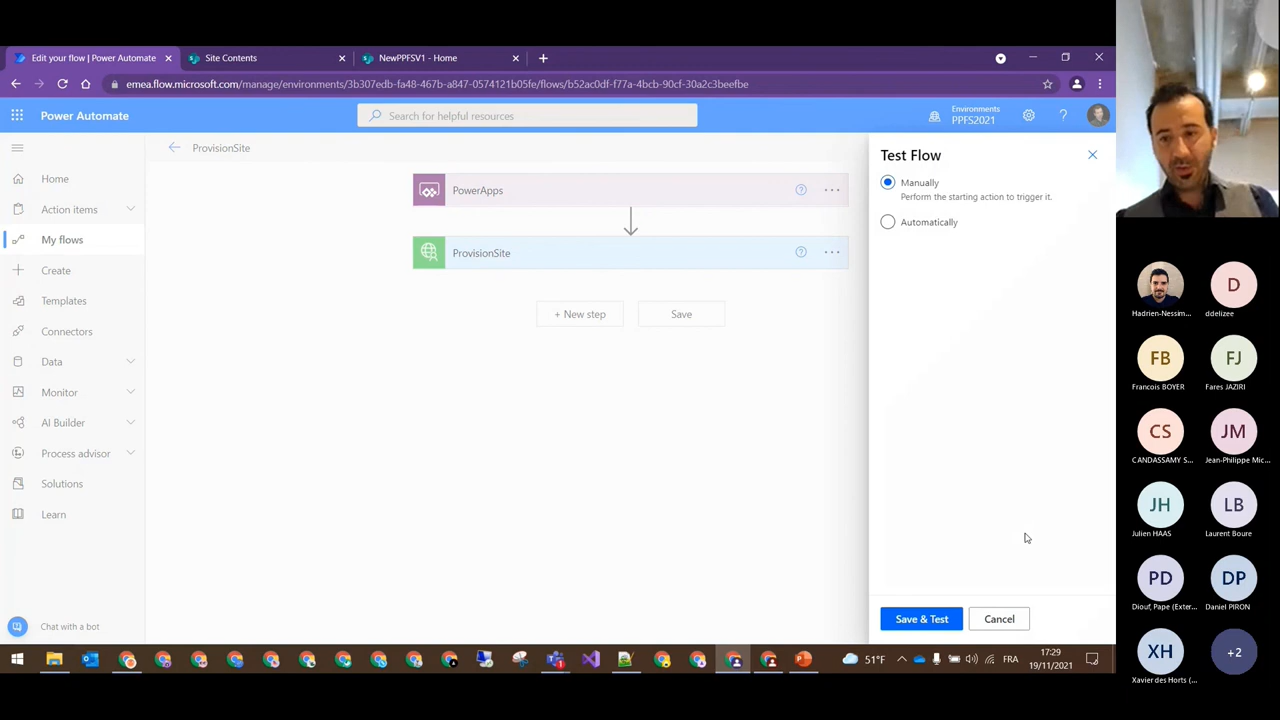 Edit your flow | Power Automate
Site Contents
NewPPFSV1 - Home
emea.flow.microsoft.com/manage/environments/3b307edb-fa48-467b-a847-0574121b05fe/flows/b52ac0df-f77a-4bcb-90cf-30a2c3beefbe
Power Automate
Search for helpful resources
Environments
PPFS2021
ProvisionSite
Home
Action items
My flows
Create
Templates
Connectors
Data
Monitor
AI Builder
Process advisor
Solutions
Learn
Chat with a bot
PowerApps
ProvisionSite
+ New step
Save
Test Flow
Manually
Perform the starting action to trigger it.
Automatically
Save & Test
Cancel
Hadrien-Nessim...
D
ddelizee
FB
Francois BOYER
FJ
Fares JAZIRI
CS
CANDASSAMY S...
JM
Jean-Philippe Mic...
JH
Julien HAAS
LB
Laurent Boure
PD
Diouf, Pape (Exter...
DP
Daniel PIRON
XH
Xavier des Horts (...
+2
51°F
FRA
17:29
19/11/2021